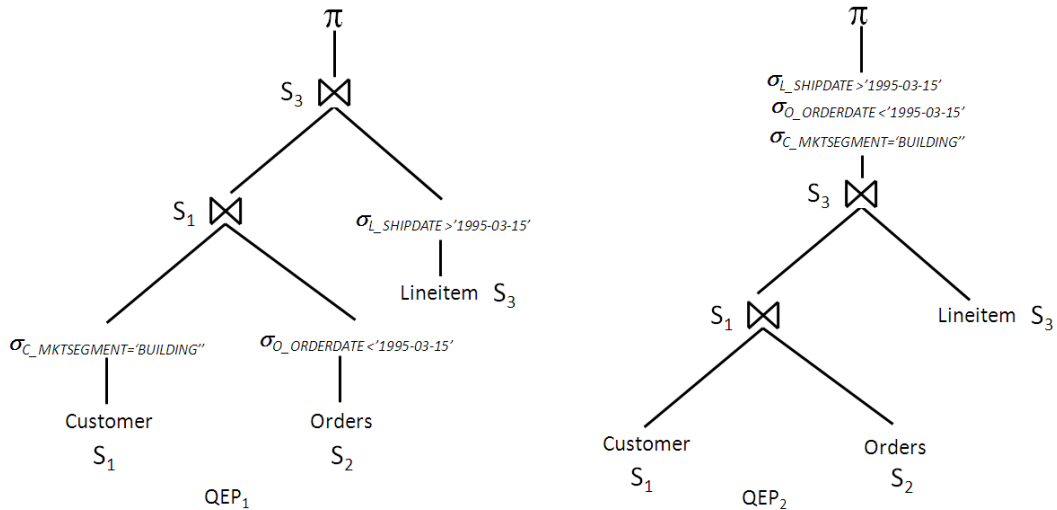 π
S₃
S₁
σL_SHIPDATE >'1995-03-15'
Lineitem S₃
σC_MKTSEGMENT='BUILDING''
σO_ORDERDATE <'1995-03-15'
Customer
S₁
Orders
S₂
QEP₁
π
σL_SHIPDATE >'1995-03-15'
σO_ORDERDATE <'1995-03-15'
σC_MKTSEGMENT='BUILDING''
S₃
S₁
Lineitem S₃
Customer
S₁
Orders
S₂
QEP₂